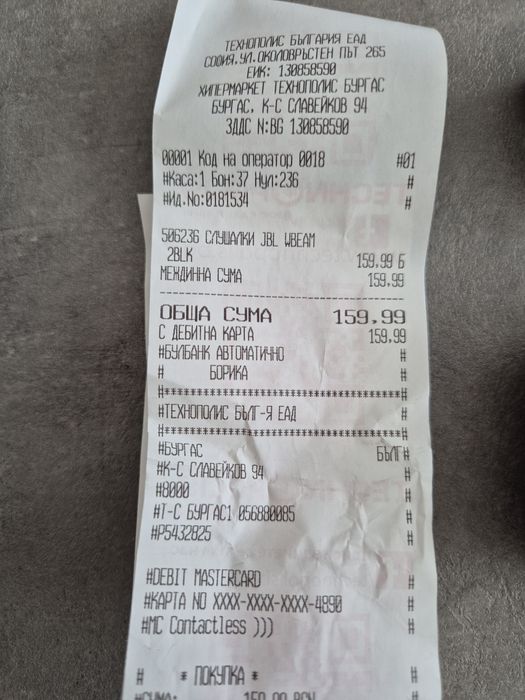 ТЕХНОПОЛИС БЪЛГАРИЯ ЕАД
СОФИЯ,УЛ.ОКОЛОВРЪСТЕН ПЪТ 265
ЕИК: 130858590
ХИПЕРМАРКЕТ ТЕХНОПОЛИС БУРГАС
БУРГАС, К-С СЛАВЕЙКОВ 94
ЗДДС N:BG 130858590
00001 Код на оператор 0018 #01
#Каса:1 Бон:37 Нул:236 #
#Ид.No:0181534 #
506236 СЛУШАЛКИ JBL WBEAM
2BLK 159.99 Б
МЕЖДИННА СУМА 159.99
ОБЩА СУМА 159.99
С ДЕБИТНА КАРТА 159.99
#БУЛБАНК АВТОМАТИЧНО #
# БОРИКА #
#ТЕХНОПОЛИС БЪЛГ-Я ЕАД #
#БУРГАС БЪЛГ#
#К-С СЛАВЕЙКОВ 94 #
#8000 #
#Т-С БУРГАС1 056880085 #
#P5432825 #
#DEBIT MASTERCARD #
#КАРТА NO XXXX-XXXX-XXXX-4890 #
#MC Contactless ))) #
# * ПОКУПКА * #